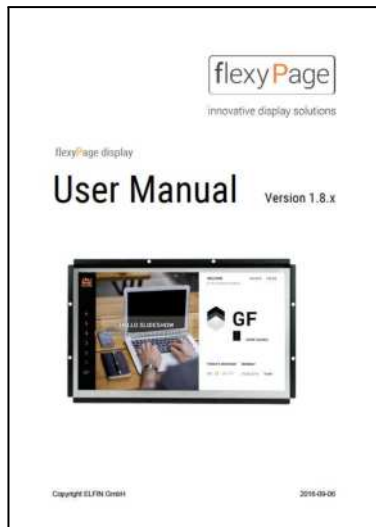 flexyPage
innovative display solutions
flexyPage display
User Manual Version 1.8.x
HELLO SLIDESHOW
GF
Copyright ELFIN GmbH
2016-09-06